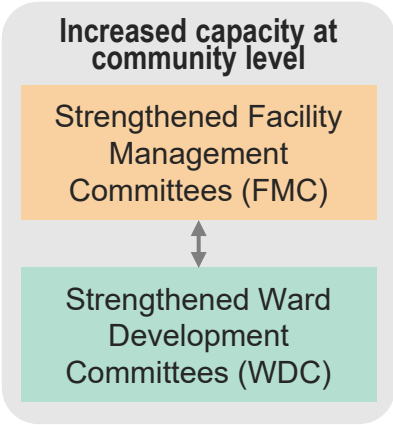 Increased capacity at
community level
Strengthened Facility
Management
Committees (FMC)
Strengthened Ward
Development
Committees (WDC)